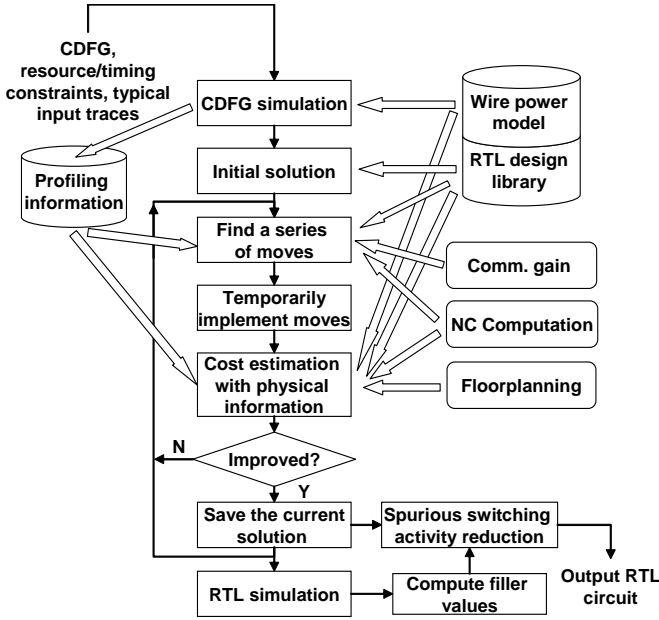 CDFG,
resource/timing
constraints, typical
input traces
CDFG simulation
Wire power
model
RTL design
library
Initial solution
Profiling
information
Find a series
of moves
Comm. gain
Temporarily
implement moves
NC Computation
Cost estimation
with physical
information
Floorplanning
N
Improved?
Y
Save the current
solution
Spurious switching
activity reduction
RTL simulation
Compute filler
values
Output RTL
circuit